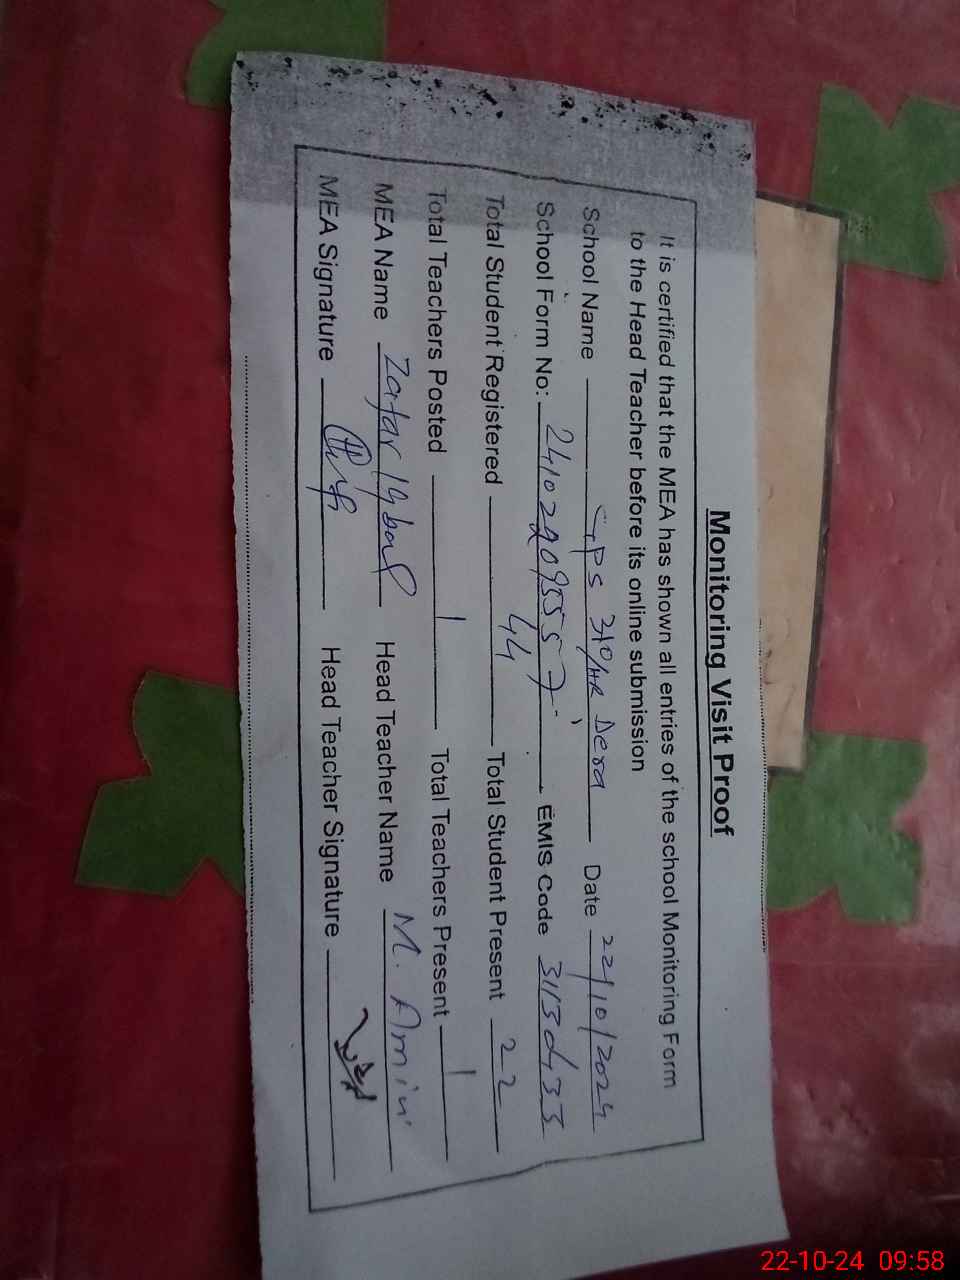 Monitoring Visit Proof
It is certified that the MEA has shown all entries of the school Monitoring Form
to the Head Teacher before its online submission
School Name GPS 310/HR Dera Date 22/10/2024
School Form No: EMIS Code
Total Student Registered 44 Total Student Present 22
Total Teachers Posted 1 Total Teachers Present 1
MEA Name Zafar Iqbal Head Teacher Name M. Amin
MEA Signature Head Teacher Signature
22-10-24 09:58